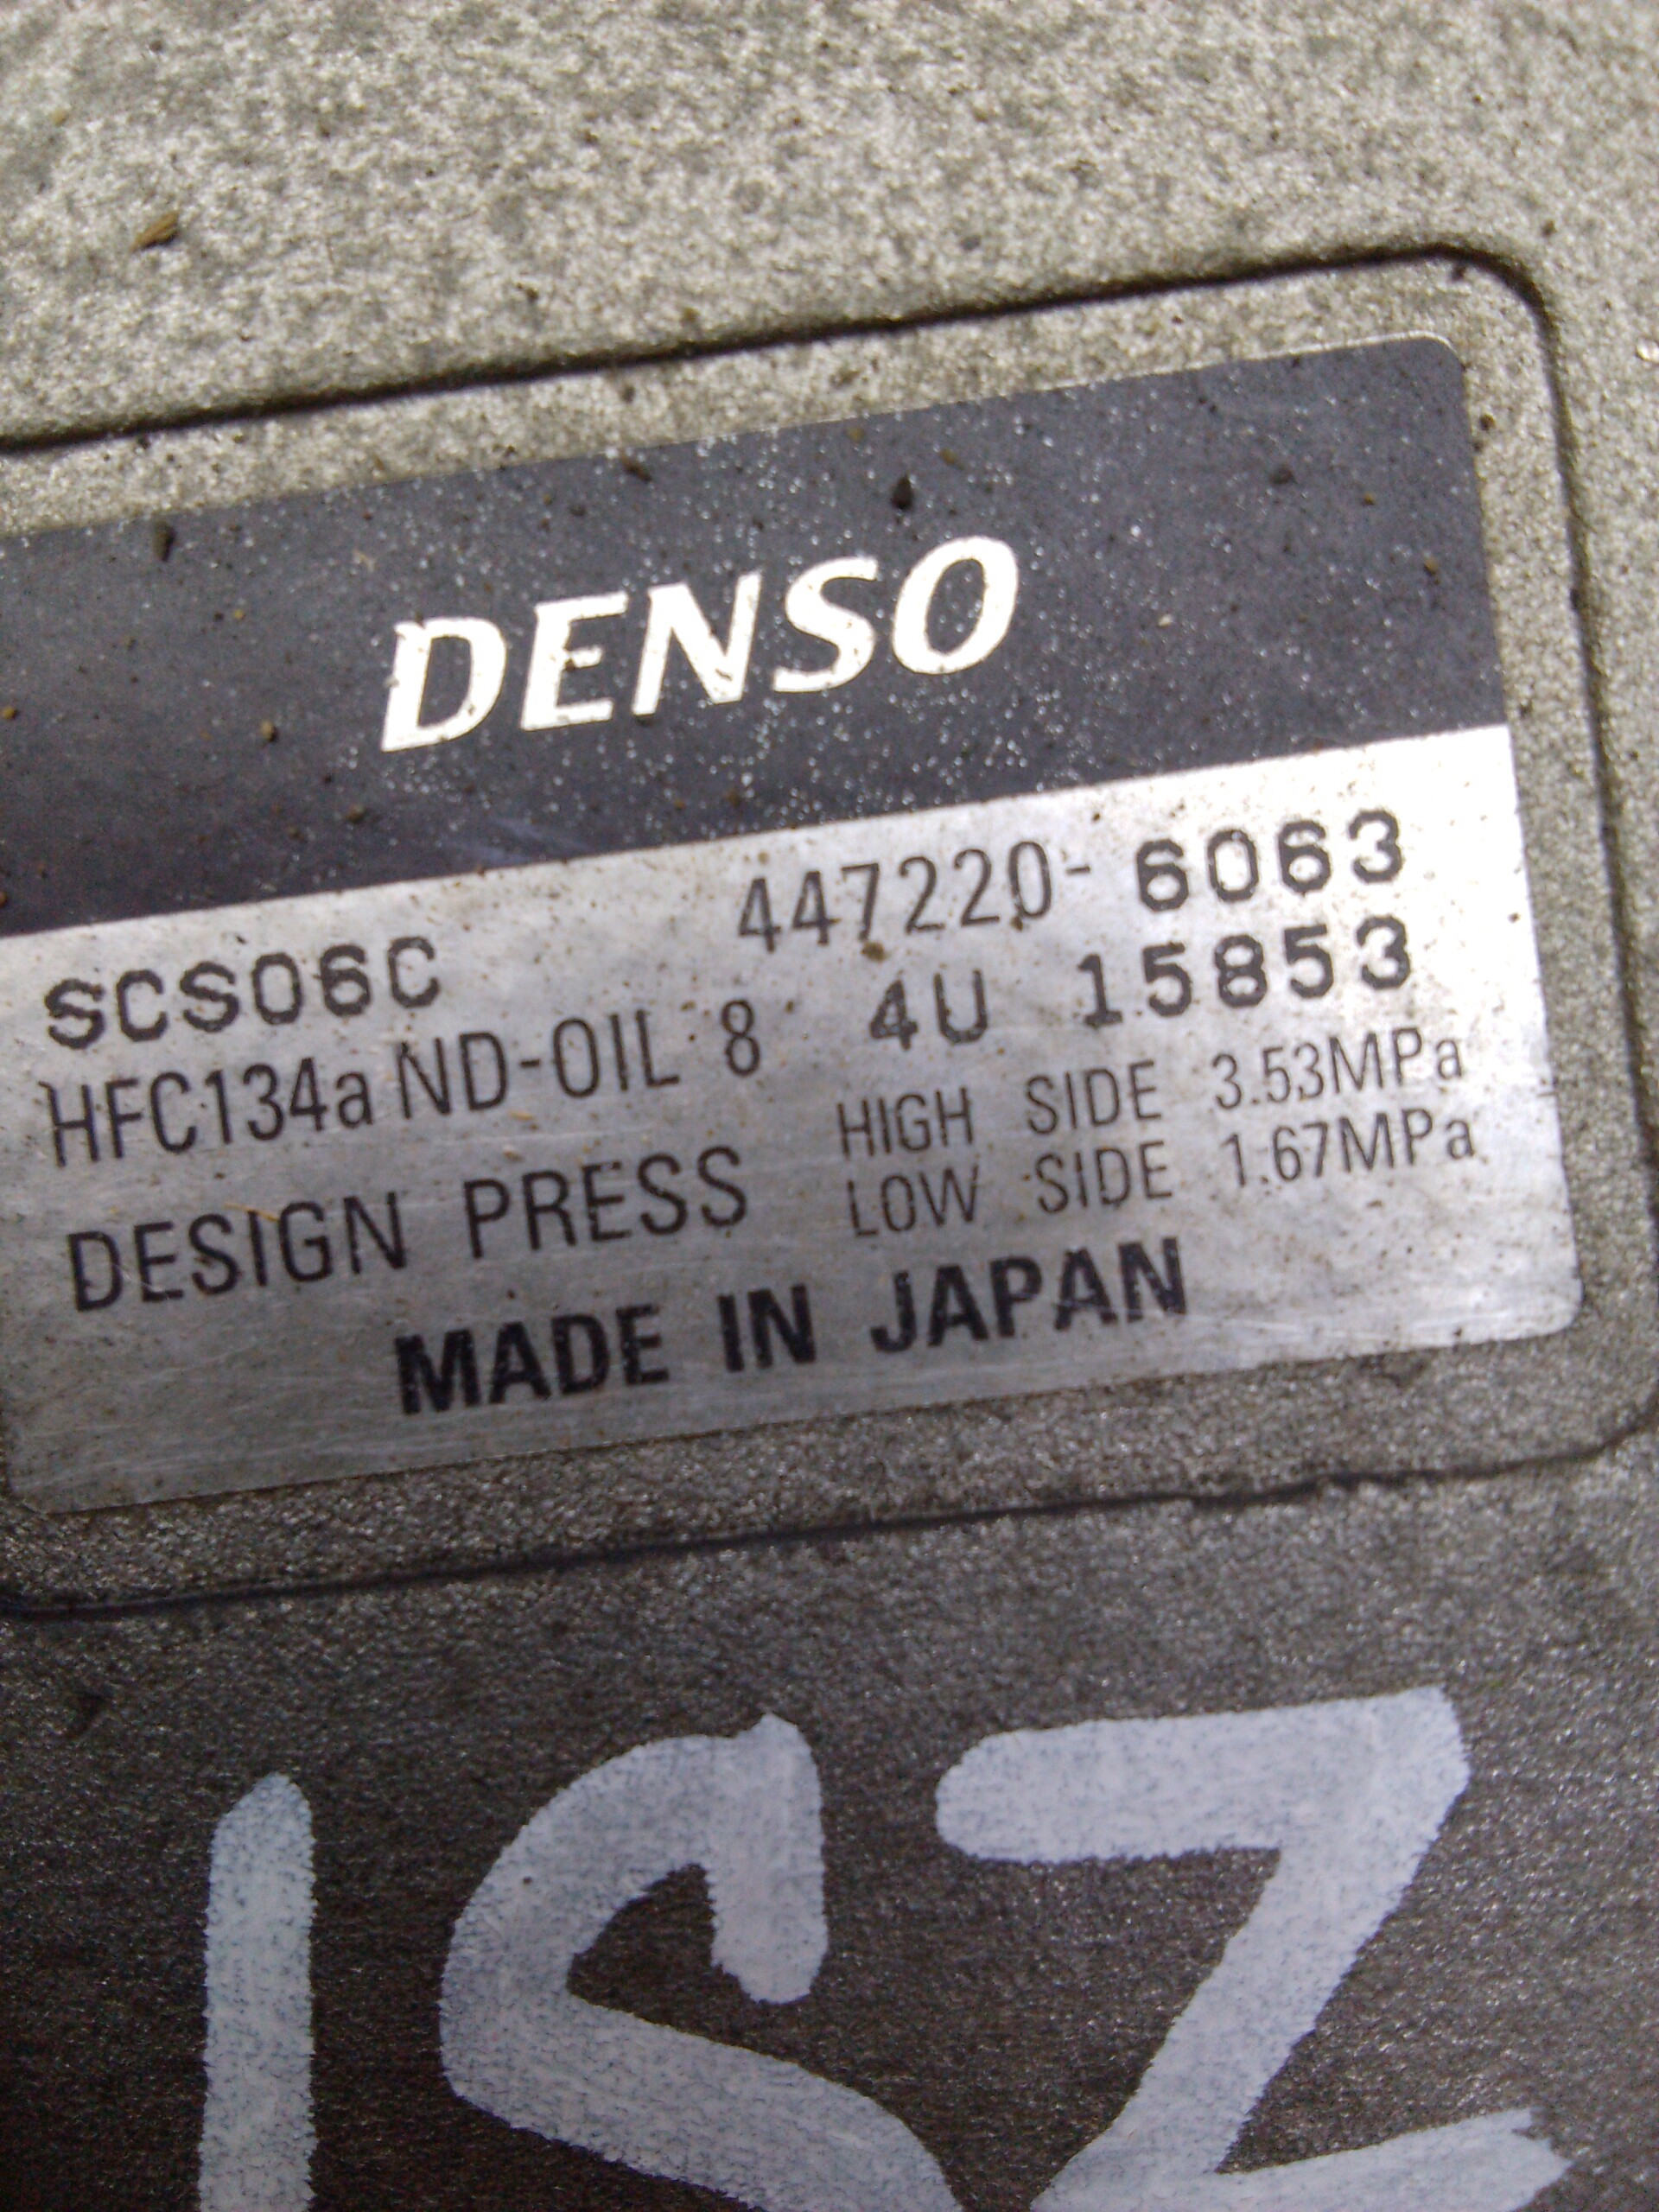 DENSO
447220-6063
SCS06C 4U 15853
HFC134a ND-OIL 8
DESIGN PRESS HIGH SIDE 3.53MPa
LOW SIDE 1.67MPa
MADE IN JAPAN
ISZ